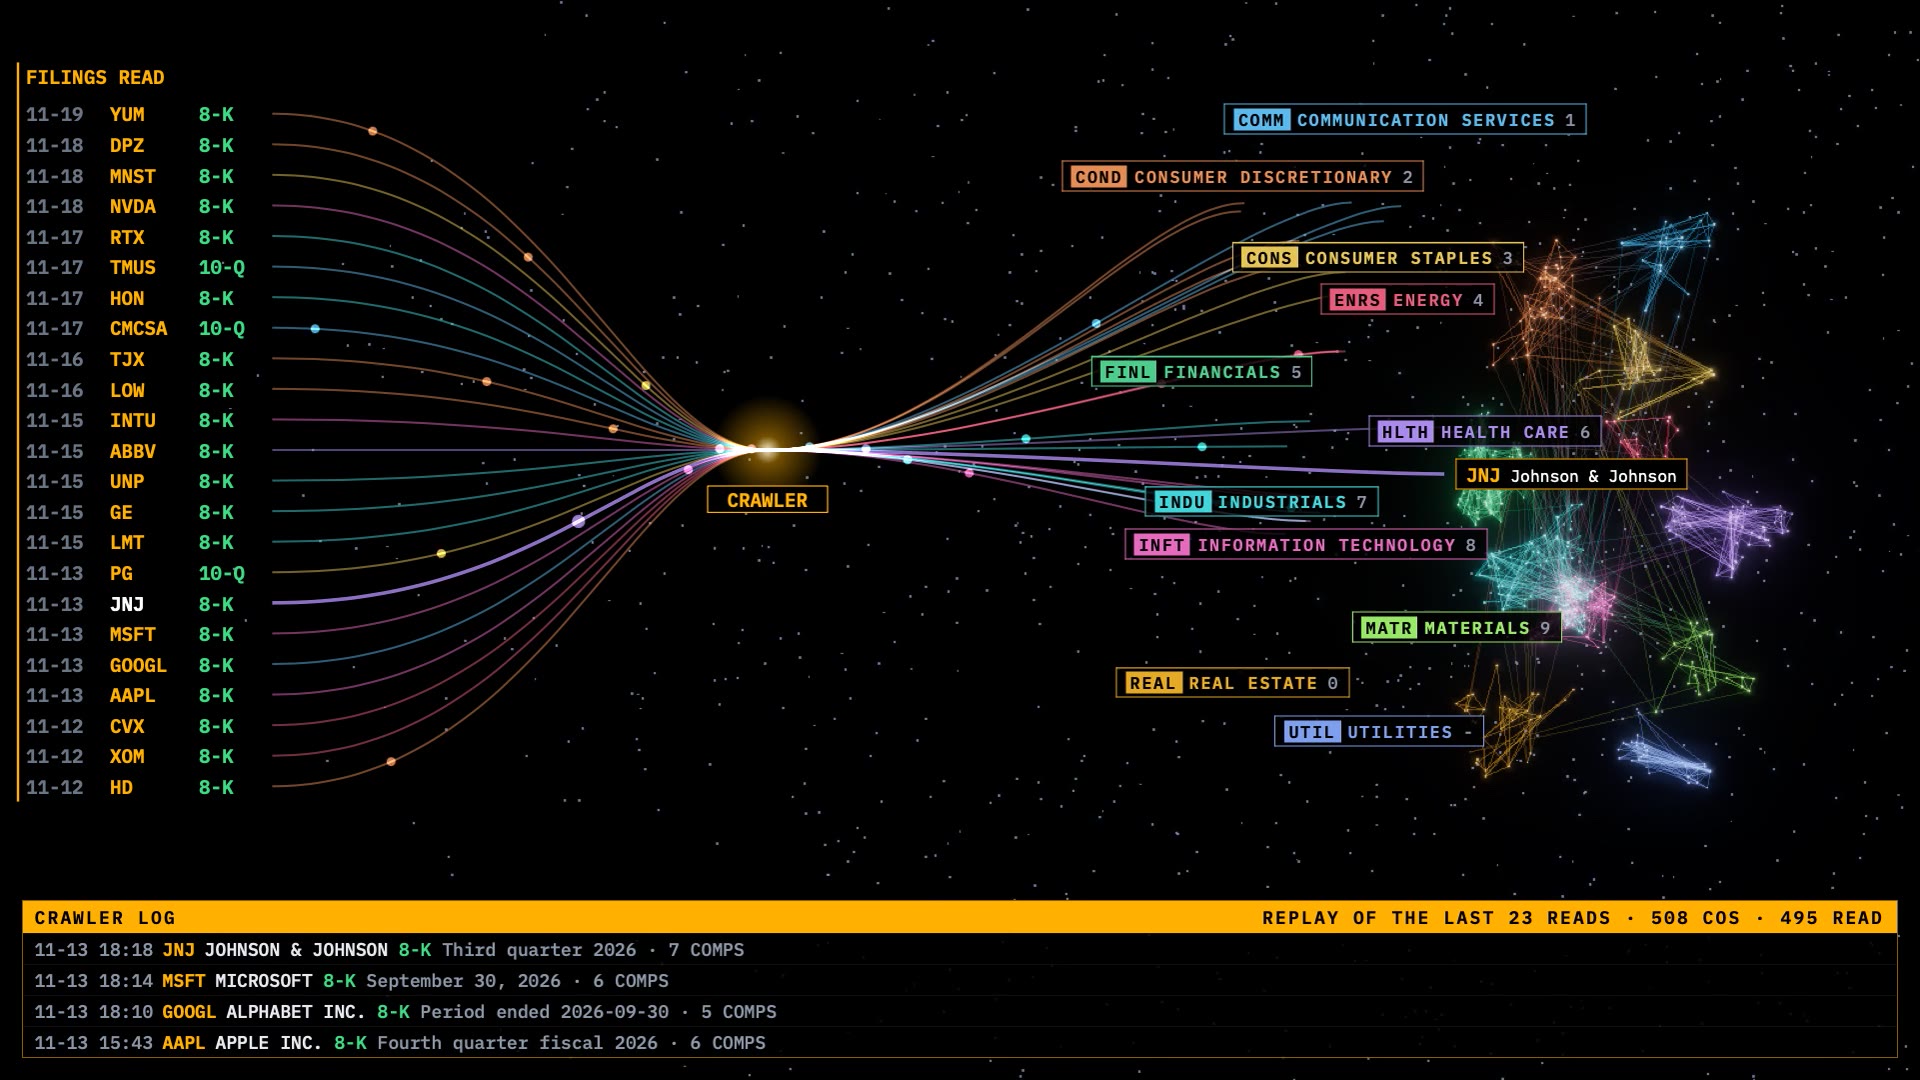 FILINGS READ
11-19 YUM 8-K
11-18 DPZ 8-K
11-18 MNST 8-K
11-18 NVDA 8-K
11-17 RTX 8-K
11-17 TMUS 10-Q
11-17 HON 8-K
11-17 CMCSA 10-Q
11-16 TJX 8-K
11-16 LOW 8-K
11-15 INTU 8-K
11-15 ABBV 8-K
11-15 UNP 8-K
11-15 GE 8-K
11-15 LMT 8-K
11-13 PG 10-Q
11-13 JNJ 8-K
11-13 MSFT 8-K
11-13 GOOGL 8-K
11-13 AAPL 8-K
11-12 CVX 8-K
11-12 XOM 8-K
11-12 HD 8-K
CRAWLER
COMM COMMUNICATION SERVICES 1
COND CONSUMER DISCRETIONARY 2
CONS CONSUMER STAPLES 3
ENRS ENERGY 4
FINL FINANCIALS 5
HLTH HEALTH CARE 6
JNJ Johnson & Johnson
INDU INDUSTRIALS 7
INFT INFORMATION TECHNOLOGY 8
MATR MATERIALS 9
REAL REAL ESTATE 0
UTIL UTILITIES -
CRAWLER LOG REPLAY OF THE LAST 23 READS · 508 COS · 495 READ
11-13 18:18 JNJ JOHNSON & JOHNSON 8-K Third quarter 2026 · 7 COMPS
11-13 18:14 MSFT MICROSOFT 8-K September 30, 2026 · 6 COMPS
11-13 18:10 GOOGL ALPHABET INC. 8-K Period ended 2026-09-30 · 5 COMPS
11-13 15:43 AAPL APPLE INC. 8-K Fourth quarter fiscal 2026 · 6 COMPS